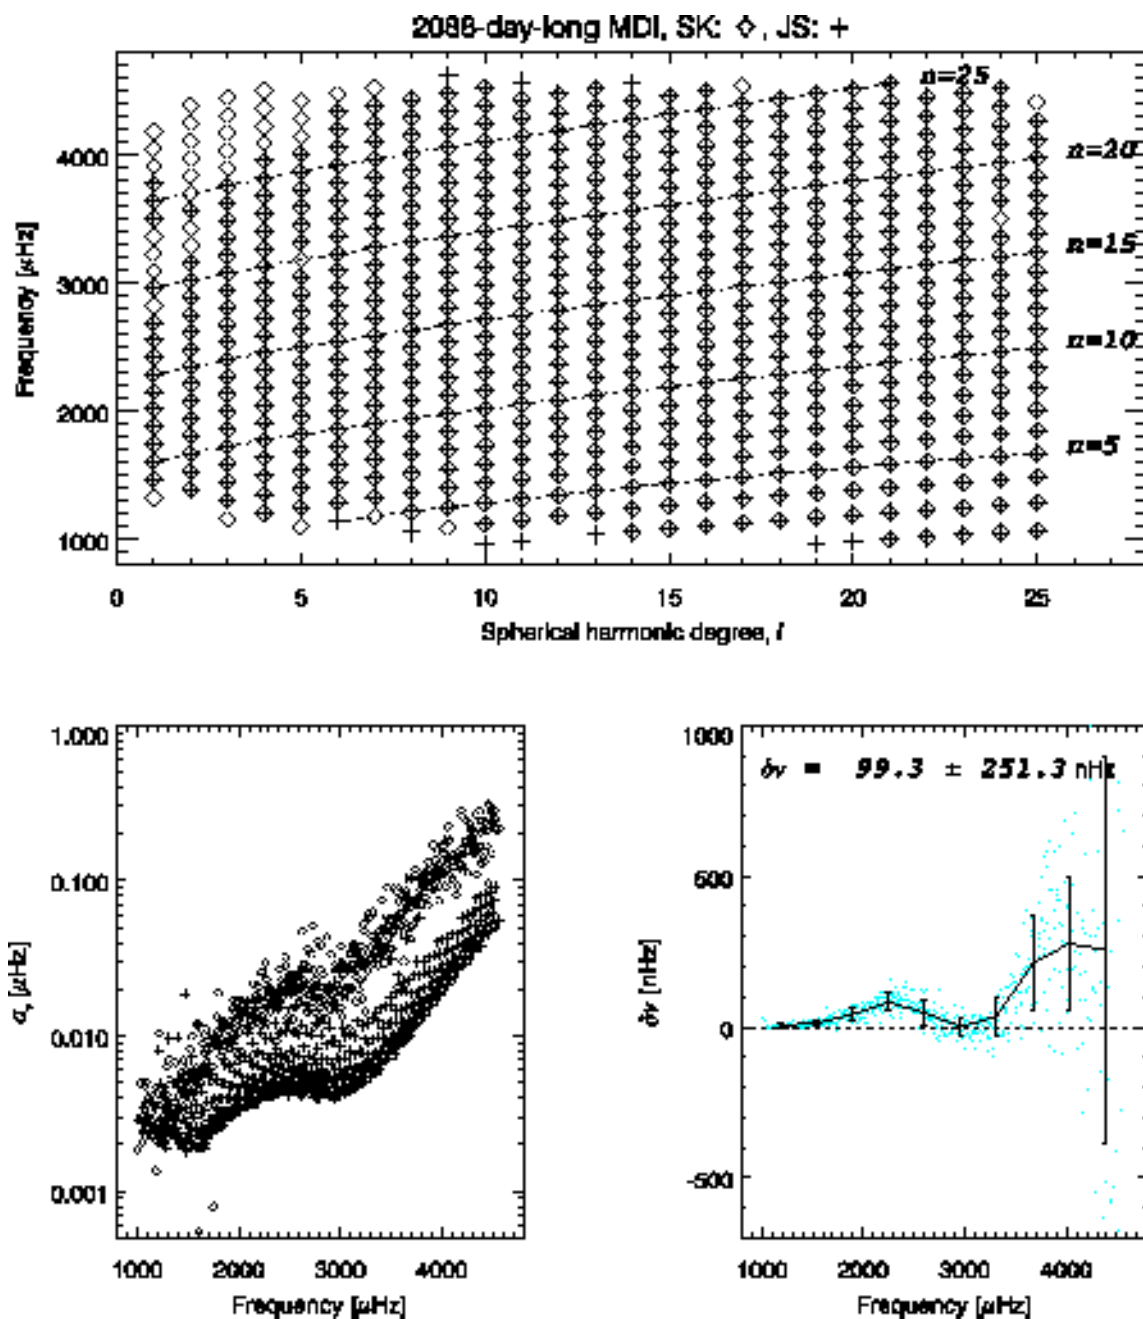 2088-day-long MDI, SK: ◇, JS: +
n=25
n=20
n=15
n=10
n=5
Frequency [μHz]
4000
3000
2000
1000
0 5 10 15 20 25
Spherical harmonic degree, l
1.000
0.100
0.010
0.001
σν [μHz]
1000 2000 3000 4000
Frequency [μHz]
δν = 99.3 ± 251.3 nHz
1000
500
0
-500
δν [nHz]
1000 2000 3000 4000
Frequency [μHz]